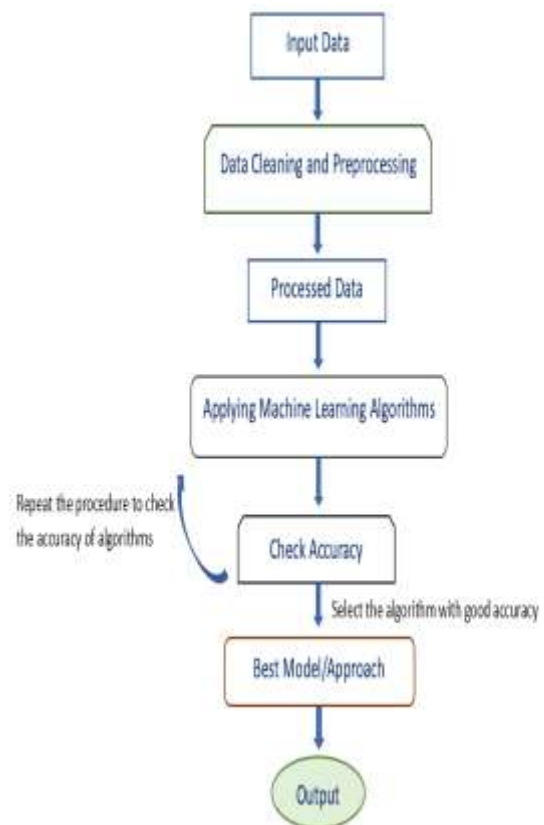 Input Data
Data Cleaning and Preprocessing
Processed Data
Applying Machine Learning Algorithms
Repeat the procedure to check
the accuracy of algorithms
Check Accuracy
Select the algorithm with good accuracy
Best Model/Approach
Output